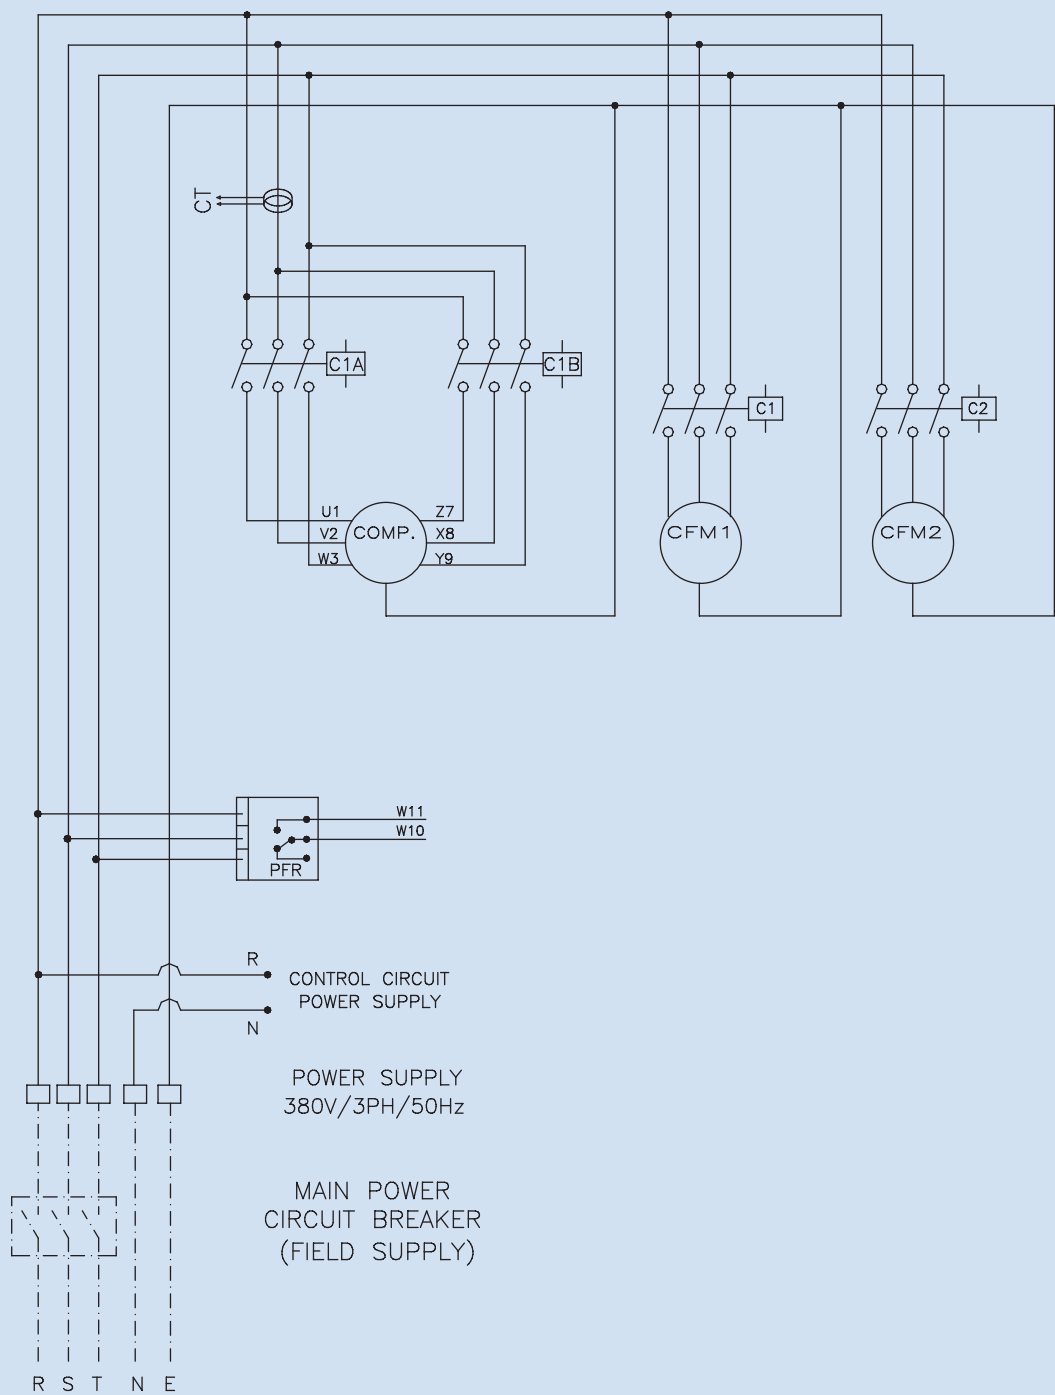 CT
C1A
C1B
C1
C2
U1
V2
W3
COMP.
Z7
X8
Y9
CFM1
CFM2
W11
W10
PFR
R
CONTROL CIRCUIT
POWER SUPPLY
N
POWER SUPPLY
380V/3PH/50Hz
MAIN POWER
CIRCUIT BREAKER
(FIELD SUPPLY)
R S T N E